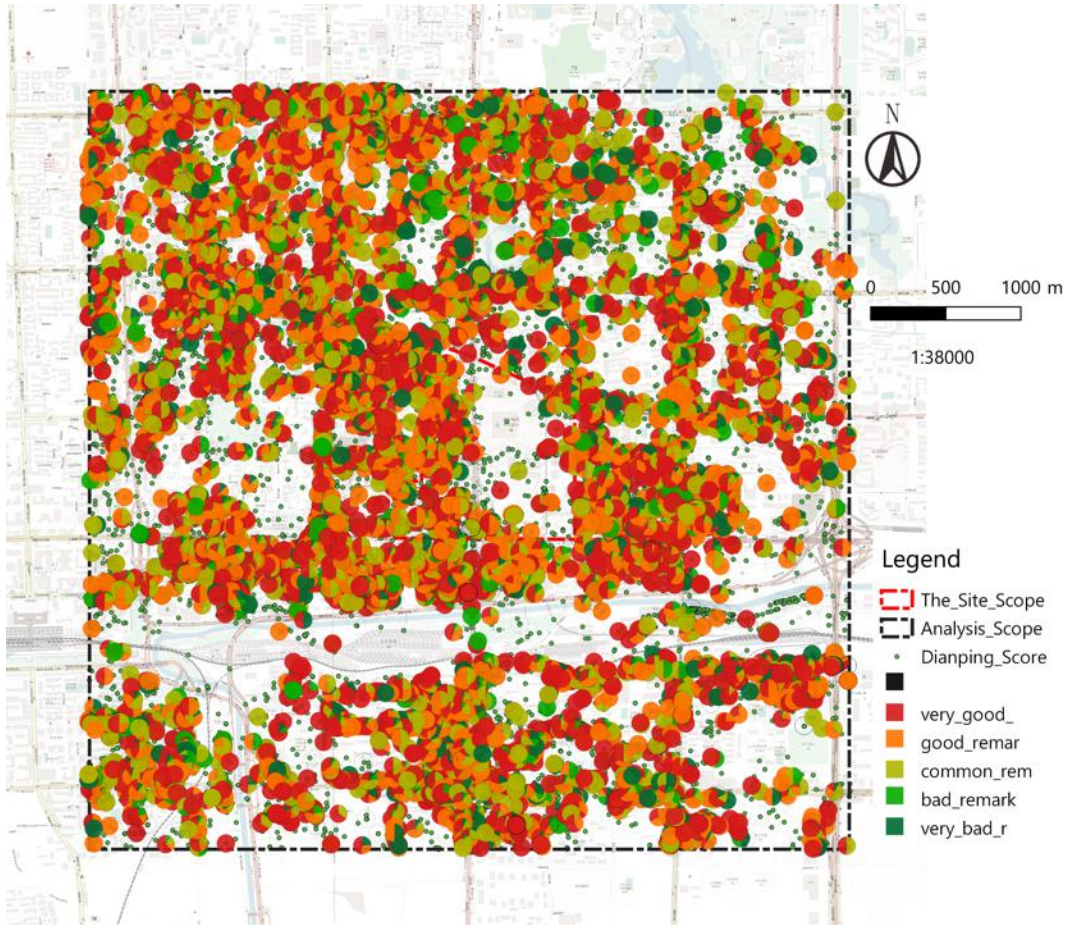 N
0 500 1000 m
1:38000
Legend
The_Site_Scope
Analysis_Scope
Dianping_Score
very_good_
good_remar
common_rem
bad_remark
very_bad_r